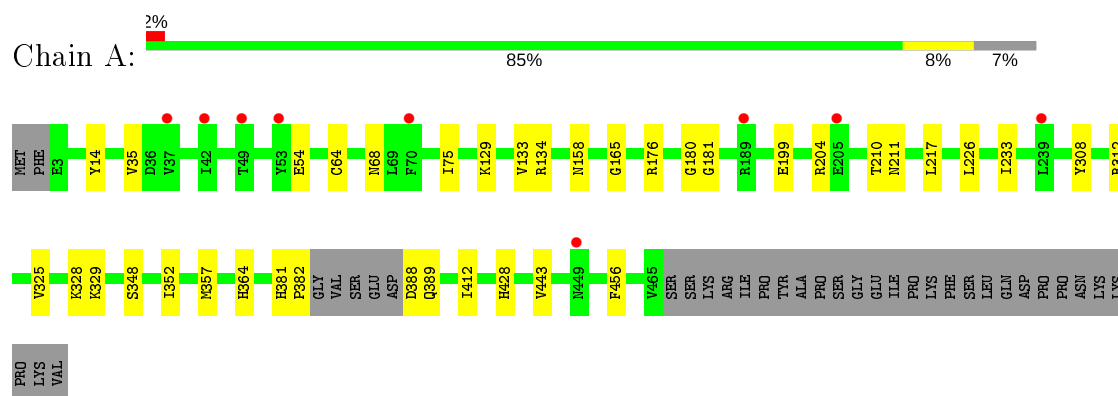 2%
Chain A:
85% 8% 7%
MET PHE E3 Y14 V35 D36 V37 I42 T49 Y53 E54 C64 N68 L69 F70 I75 K129 V133 R134 N158 G165 R176 G180 G181 R189 E199 R204 E205 T210 N211 L217 L226 I233 L239 Y308
V325 K328 K329 S348 I352 M357 H364 H381 P382 GLY VAL SER GLU ASP D388 Q389 I412 H428 V443 N449 F456 V465 SER SER LYS ARG ILE PRO TYR ALA PRO SER GLY GLU ILE PRO LYS PHE SER LEU GLN ASP PRO PRO ASN LYS LYS
PRO LYS VAL